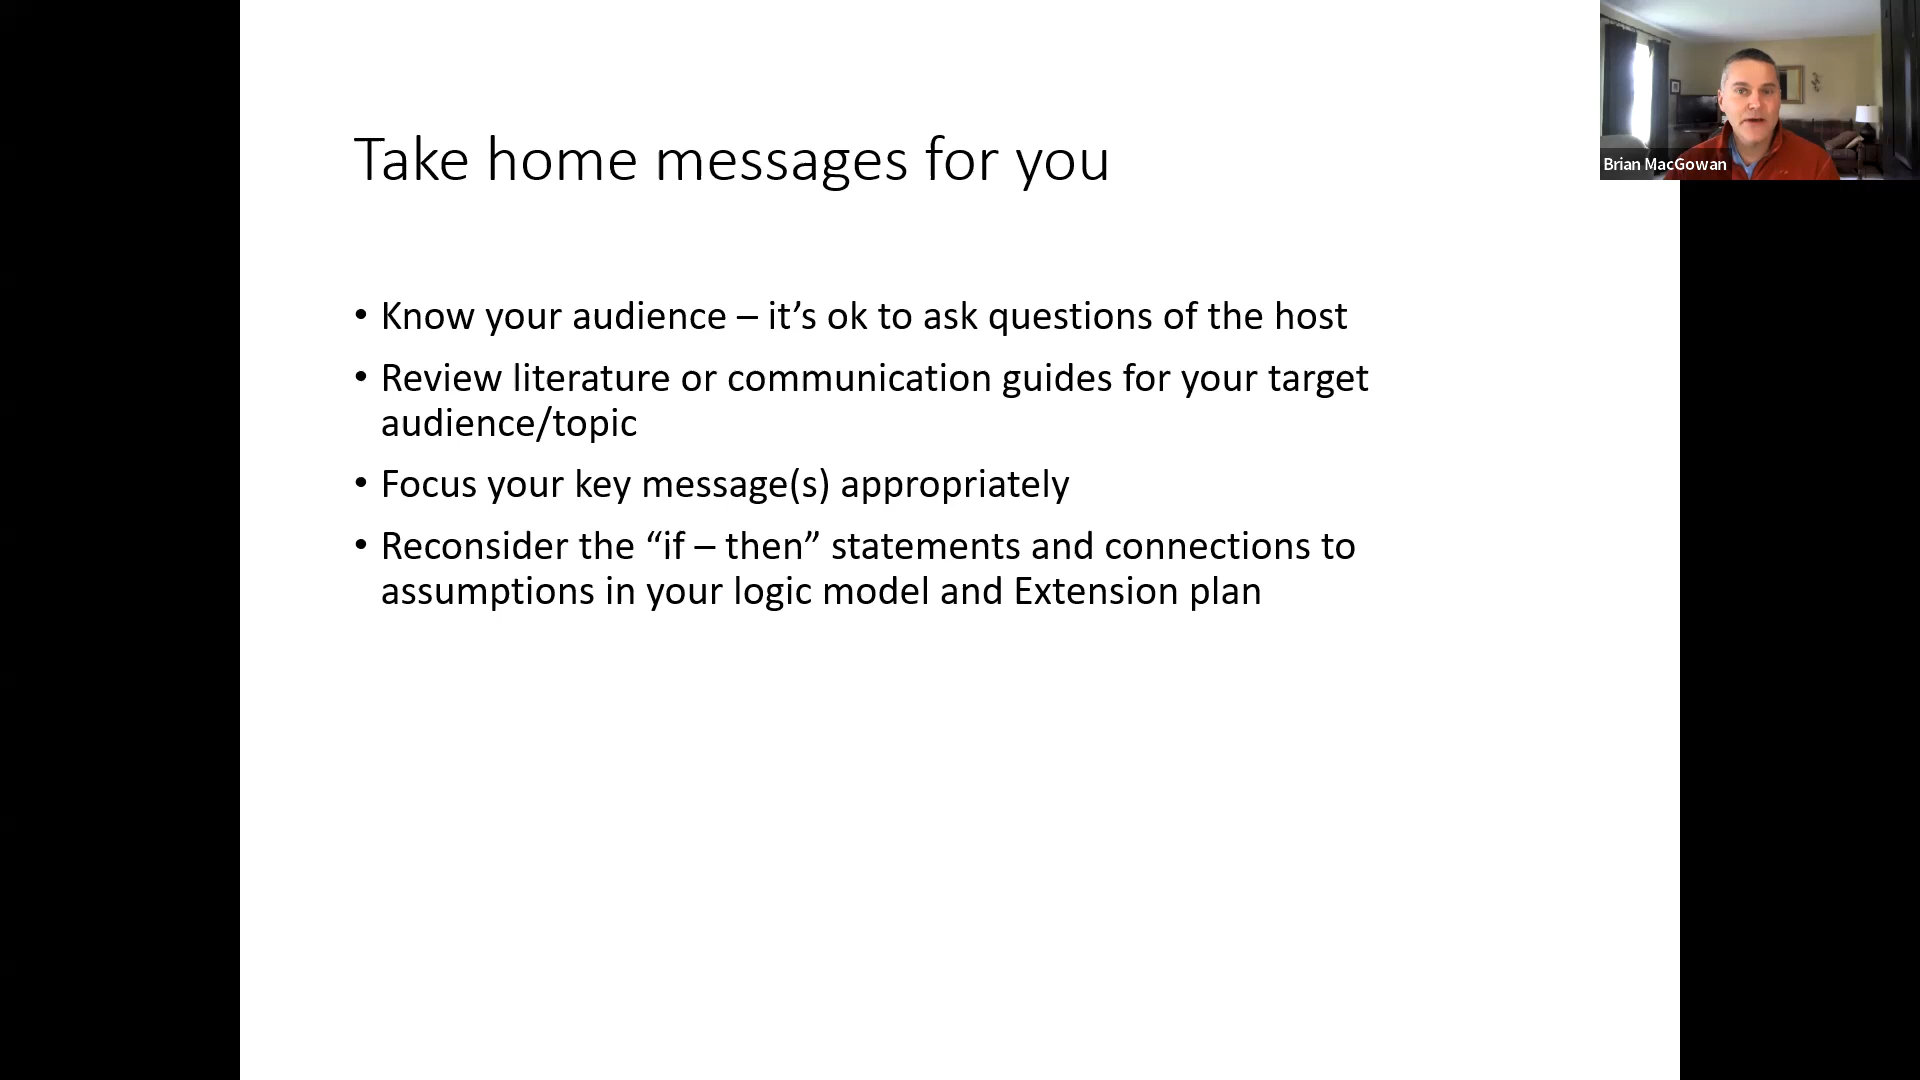 Take home messages for you
Brian MacGowan
• Know your audience – it’s ok to ask questions of the host
• Review literature or communication guides for your target
audience/topic
• Focus your key message(s) appropriately
• Reconsider the “if – then” statements and connections to
assumptions in your logic model and Extension plan